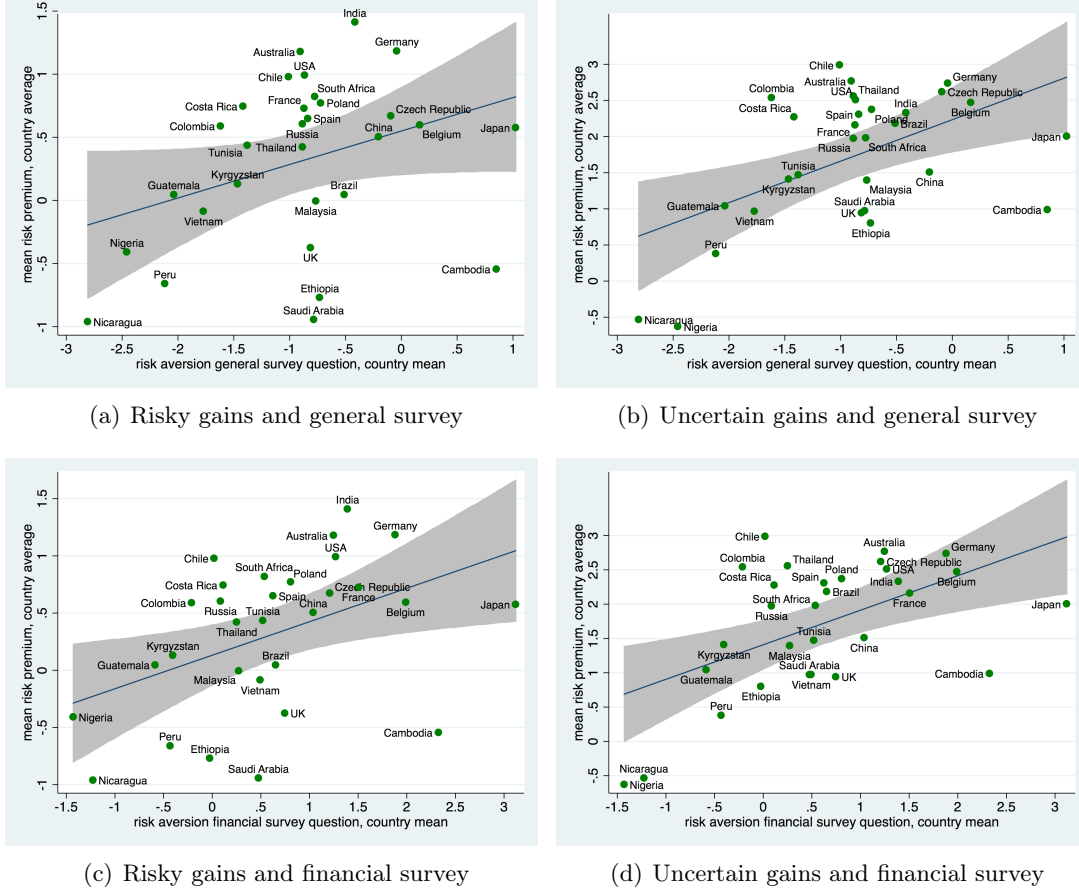 1.5
1
.5
0
-.5
-1
mean risk premium, country average
India
Germany
Australia
USA
Chile
South Africa
Poland
Costa Rica
France
Czech Republic
Spain
Colombia
Russia
China
Belgium
Japan
Tunisia
Thailand
Kyrgyzstan
Guatemala
Brazil
Malaysia
Vietnam
UK
Nigeria
Peru
Cambodia
Ethiopia
Saudi Arabia
Nicaragua
-3 -2.5 -2 -1.5 -1 -.5 0 .5 1
risk aversion general survey question, country mean
(a) Risky gains and general survey
3
2.5
2
1.5
1
.5
0
-.5
mean risk premium, country average
Chile
Australia
Germany
Colombia
USA
Thailand
Czech Republic
Costa Rica
Spain
Poland
India
Belgium
Brazil
France
Russia
South Africa
Japan
Tunisia
Kyrgyzstan
Malaysia
China
Guatemala
Vietnam
Saudi Arabia
UK
Cambodia
Ethiopia
Peru
Nicaragua
Nigeria
-3 -2.5 -2 -1.5 -1 -.5 0 .5 1
risk aversion general survey question, country mean
(b) Uncertain gains and general survey
1.5
1
.5
0
-.5
-1
mean risk premium, country average
India
Australia
Germany
USA
Chile
South Africa
Poland
Costa Rica
Czech Republic
Spain
France
Colombia
Russia
Tunisia
China
Belgium
Japan
Thailand
Kyrgyzstan
Guatemala
Brazil
Malaysia
Vietnam
Nigeria
UK
Peru
Cambodia
Ethiopia
Saudi Arabia
Nicaragua
-1.5 -1 -.5 0 .5 1 1.5 2 2.5 3
risk aversion financial survey question, country mean
(c) Risky gains and financial survey
3
2.5
2
1.5
1
.5
0
-.5
mean risk premium, country average
Chile
Australia
Germany
Colombia
Thailand
Czech Republic
USA
Costa Rica
Spain
Poland
India
Belgium
Brazil
South Africa
France
Russia
Japan
Tunisia
Kyrgyzstan
Malaysia
China
Guatemala
Saudi Arabia
Vietnam
UK
Cambodia
Ethiopia
Peru
Nicaragua
Nigeria
-1.5 -1 -.5 0 .5 1 1.5 2 2.5 3
risk aversion financial survey question, country mean
(d) Uncertain gains and financial survey